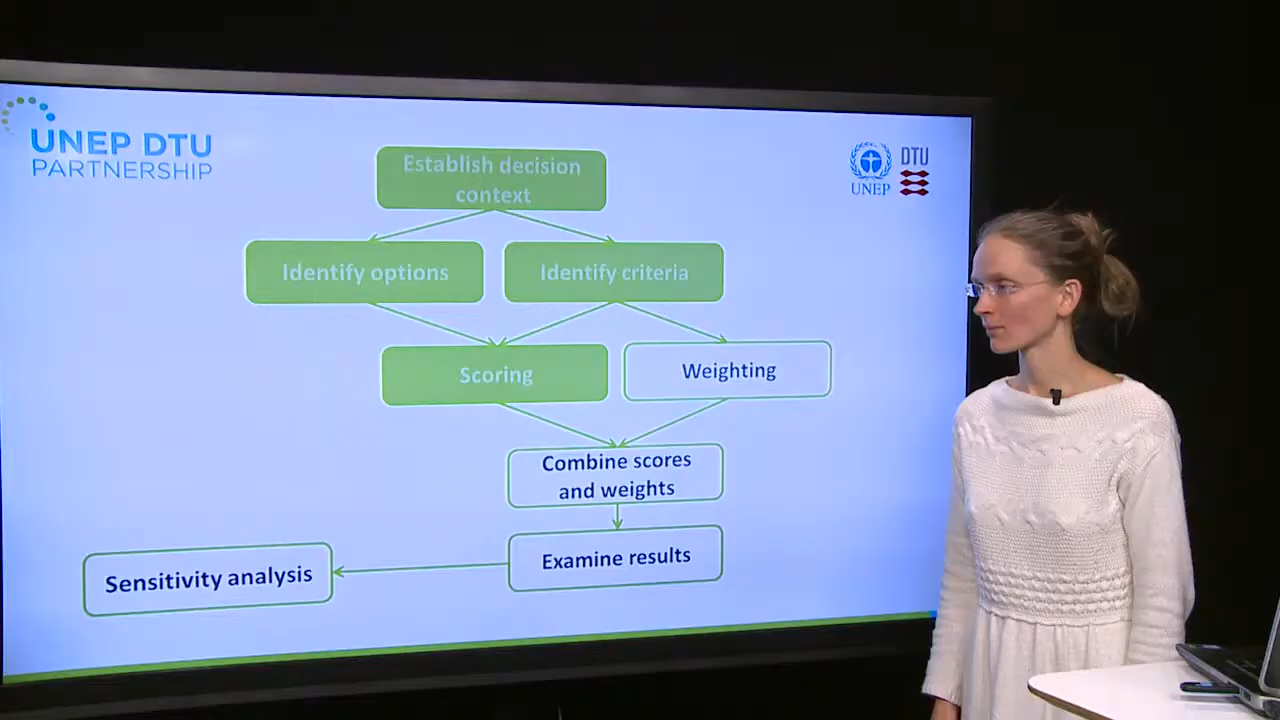 UNEP DTU
PARTNERSHIP
UNEP
DTU
Establish decision
context
Identify options
Identify criteria
Scoring
Weighting
Combine scores
and weights
Examine results
Sensitivity analysis